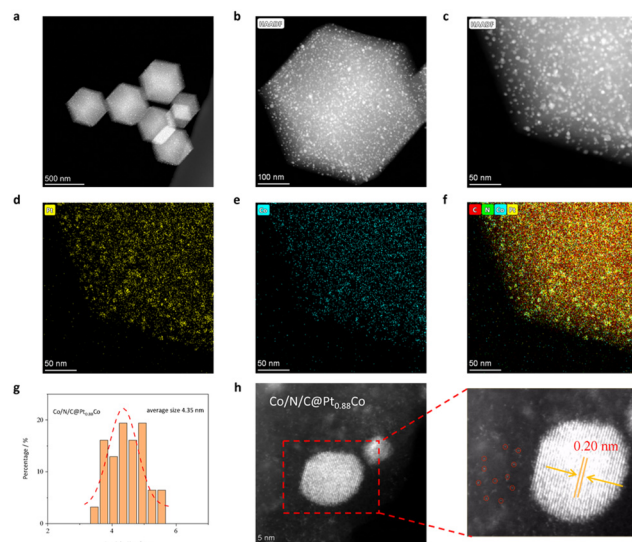 a
b
c
HAADF
HAADF
500 nm
100 nm
50 nm
d
e
f
Pt
Co
C N Co Pt
50 nm
50 nm
50 nm
g
h
Co/N/C@Pt0.88Co
average size 4.35 nm
Percentage / %
20
10
0
2
4
6
Co/N/C@Pt0.88Co
5 nm
0.20 nm